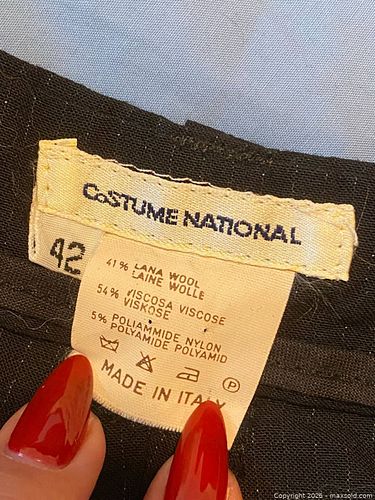 CoSTUME NATIONAL
42
41% LANA WOOL
LAINE WOLLE
54% VISCOSA VISCOSE
VISKOSE
5% POLIAMMIDE NYLON
POLYAMIDE POLYAMID
P
MADE IN ITALY
Copyright 2026 - maxsold.com